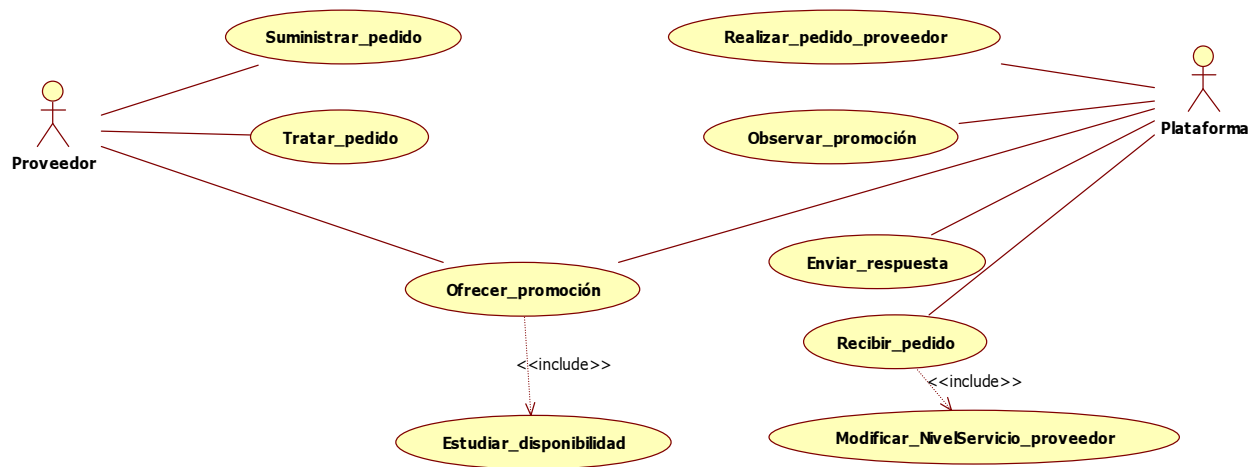 Suministrar_pedido
Realizar_pedido_proveedor
Tratar_pedido
Observar_promoción
Proveedor
Plataforma
Enviar_respuesta
Ofrecer_promoción
Recibir_pedido
<<include>>
<<include>>
Estudiar_disponibilidad
Modificar_NivelServicio_proveedor